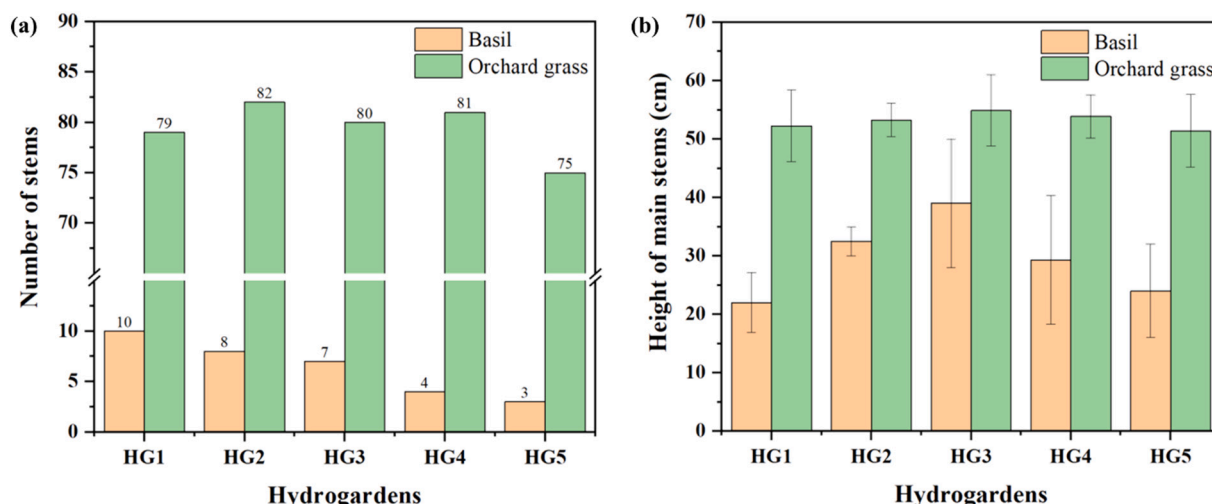 (a)
Basil
Orchard grass
Number of stems
90
85
80
75
70
10
5
0
79
82
80
81
75
10
8
7
4
3
HG1 HG2 HG3 HG4 HG5
Hydrogardens
(b)
Basil
Orchard grass
Height of main stems (cm)
70
60
50
40
30
20
10
0
HG1 HG2 HG3 HG4 HG5
Hydrogardens